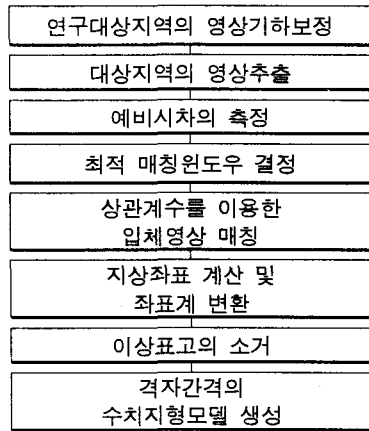 연구대상지역의 영상기하보정
대상지역의 영상추출
예비시차의 측정
최적 매칭윈도우 결정
상관계수를 이용한
입체영상 매칭
지상좌표 계산 및
좌표계 변환
이상표고의 소거
격자간격의
수치지형모델 생성